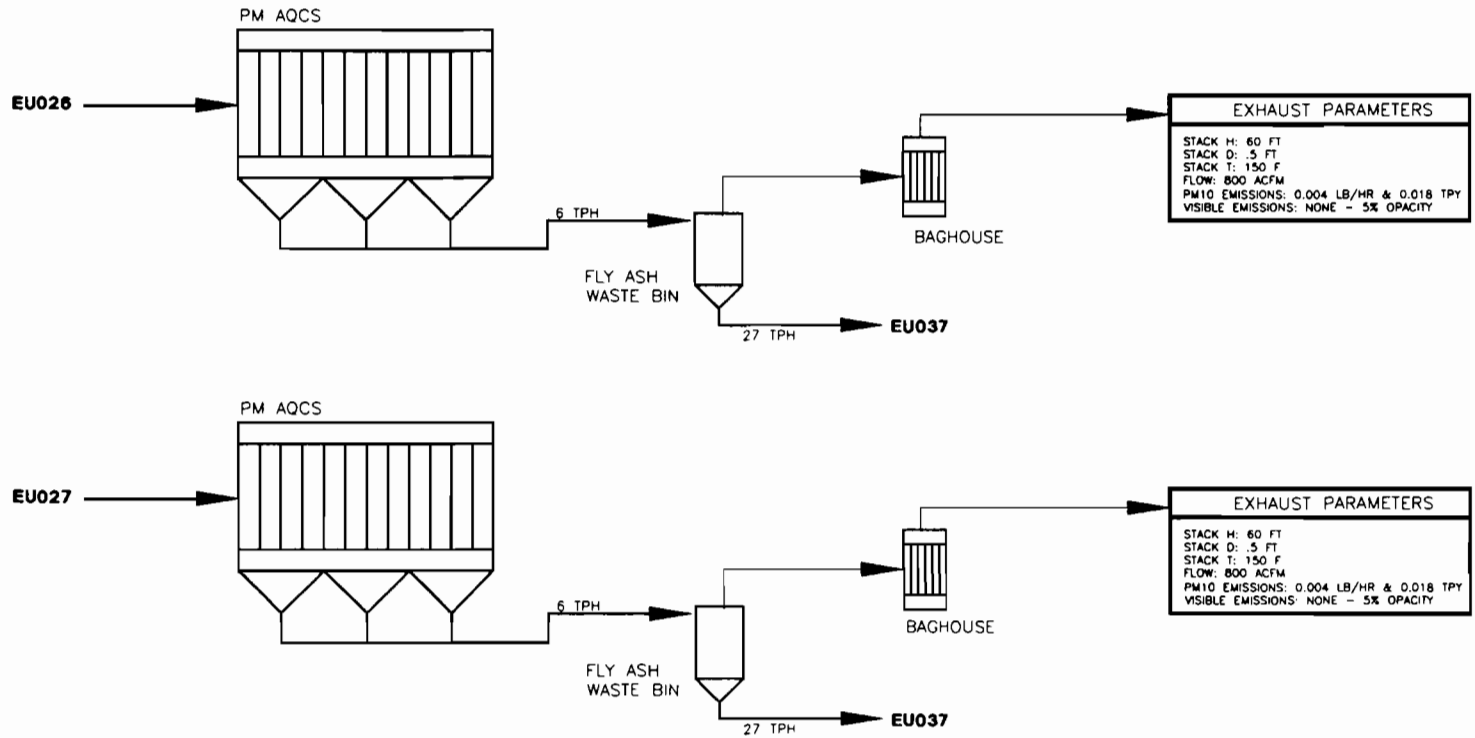 PM AQCS
EU026
EXHAUST PARAMETERS
STACK H: 60 FT
STACK D: .5 FT
STACK T: 150 F
FLOW: 800 ACFM
PM10 EMISSIONS: 0.004 LB/HR & 0.018 TPY
VISIBLE EMISSIONS: NONE - 5% OPACITY
6 TPH
BAGHOUSE
FLY ASH
WASTE BIN
27 TPH
EU037
PM AQCS
EU027
EXHAUST PARAMETERS
STACK H: 60 FT
STACK D: .5 FT
STACK T: 150 F
FLOW: 800 ACFM
PM10 EMISSIONS: 0.004 LB/HR & 0.018 TPY
VISIBLE EMISSIONS: NONE - 5% OPACITY
6 TPH
BAGHOUSE
FLY ASH
WASTE BIN
27 TPH
EU037